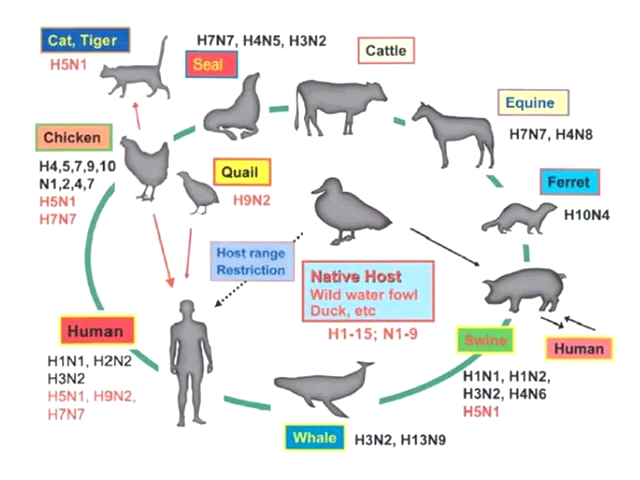 Cat, Tiger
H5N1
H7N7, H4N5, H3N2
Seal
Cattle
Equine
H7N7, H4N8
Chicken
H4,5,7,9,10
N1,2,4,7
H5N1
H7N7
Quail
H9N2
Ferret
H10N4
Host range
Restriction
Native Host
Wild water fowl
Duck, etc
H1-15; N1-9
Human
H1N1, H2N2
H3N2
H5N1, H9N2,
H7N7
Swine
Human
H1N1, H1N2,
H3N2, H4N6
H5N1
Whale
H3N2, H13N9